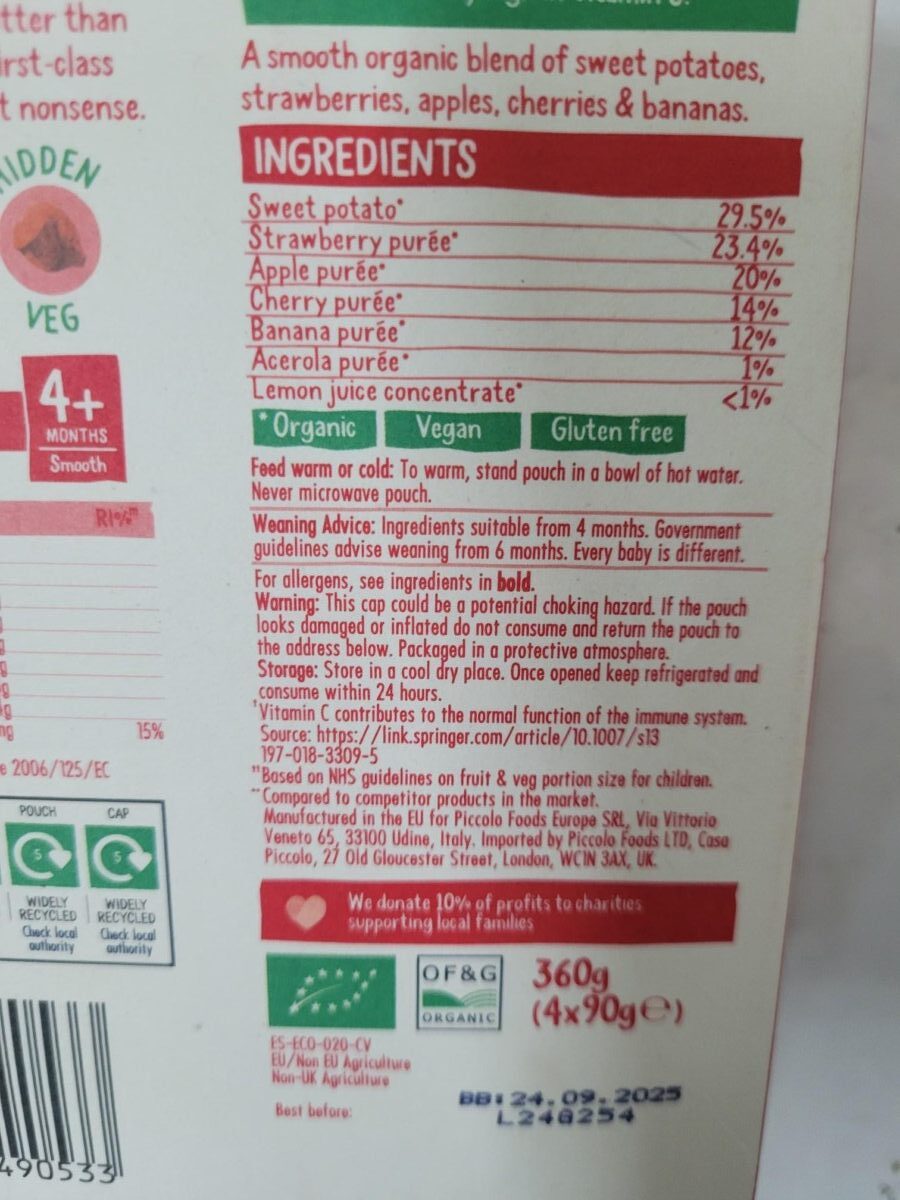 tter than
irst-class
t nonsense.
HIDDEN
VEG
4+
MONTHS
Smooth
RI%
15%
e 2006/125/EC
POUCH
CAP
5
5
WIDELY
RECYCLED
Check local
authority
WIDELY
RECYCLED
Check local
authority
490533
A smooth organic blend of sweet potatoes,
strawberries, apples, cherries & bananas.
INGREDIENTS
Sweet potato* 29.5%
Strawberry purée* 23.4%
Apple purée* 20%
Cherry purée* 14%
Banana purée* 12%
Acerola purée* 1%
Lemon juice concentrate* <1%
*Organic Vegan Gluten free
Feed warm or cold: To warm, stand pouch in a bowl of hot water.
Never microwave pouch.
Weaning Advice: Ingredients suitable from 4 months. Government
guidelines advise weaning from 6 months. Every baby is different.
For allergens, see ingredients in bold.
Warning: This cap could be a potential choking hazard. If the pouch
looks damaged or inflated do not consume and return the pouch to
the address below. Packaged in a protective atmosphere.
Storage: Store in a cool dry place. Once opened keep refrigerated and
consume within 24 hours.
†Vitamin C contributes to the normal function of the immune system.
Source: https://link.springer.com/article/10.1007/s13
197-018-3309-5
**Based on NHS guidelines on fruit & veg portion size for children.
Compared to competitor products in the market.
Manufactured in the EU for Piccolo Foods Europe SRL, Via Vittorio
Veneto 65, 33100 Udine, Italy. Imported by Piccolo Foods LTD, Casa
Piccolo, 27 Old Gloucester Street, London, WC1N 3AX, UK.
We donate 10% of profits to charities
supporting local families
OF&G
ORGANIC
360g
(4x90g℮)
ES-ECO-020-CV
EU/Non EU Agriculture
Non-UK Agriculture
Best before:
BB: 24.09.2025